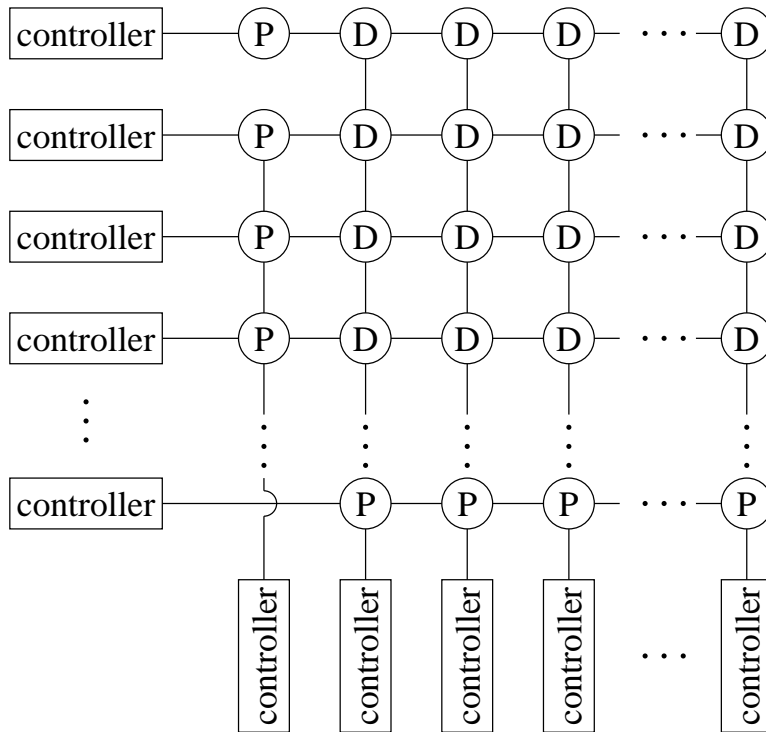 controller P D D D · · · D
controller P D D D · · · D
controller P D D D · · · D
controller P D D D · · · D
controller P P P · · · P
controller controller controller controller · · · controller